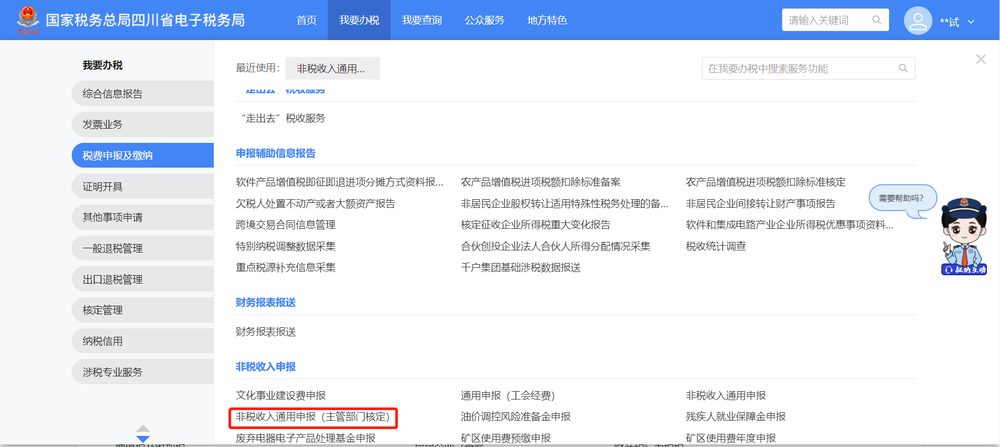 国家税务总局四川省电子税务局
首页 我要办税 我要查询 公众服务 地方特色
请输入关键词
**试
我要办税
综合信息报告
发票业务
税费申报及缴纳
证明开具
其他事项申请
一般退税管理
出口退税管理
核定管理
纳税信用
涉税专业服务
最近使用： 非税收入通用...
在我要办税中搜索服务功能
“走出去”税收服务
“走出去”税收服务
申报辅助信息报告
软件产品增值税即征即退进项分摊方式资料报... 农产品增值税进项税额扣除标准备案 农产品增值税进项税额扣除标准核定
欠税人处置不动产或者大额资产报告 非居民企业股权转让适用特殊性税务处理的备... 非居民企业间接转让财产事项报告
跨境交易合同信息管理 核定征收企业所得税重大变化报告 软件和集成电路产业企业所得税优惠事项资料...
特别纳税调整数据采集 合伙创投企业法人合伙人所得分配情况采集 税收统计调查
重点税源补充信息采集 千户集团基础涉税数据报送
财务报表报送
财务报表报送
非税收入申报
文化事业建设费申报 通用申报（工会经费） 非税收入通用申报
非税收入通用申报（主管部门核定） 油价调控风险准备金申报 残疾人就业保障金申报
废弃电器电子产品处理基金申报 矿区使用费预缴申报 矿区使用费年度申报
需要帮助吗？
征纳互动